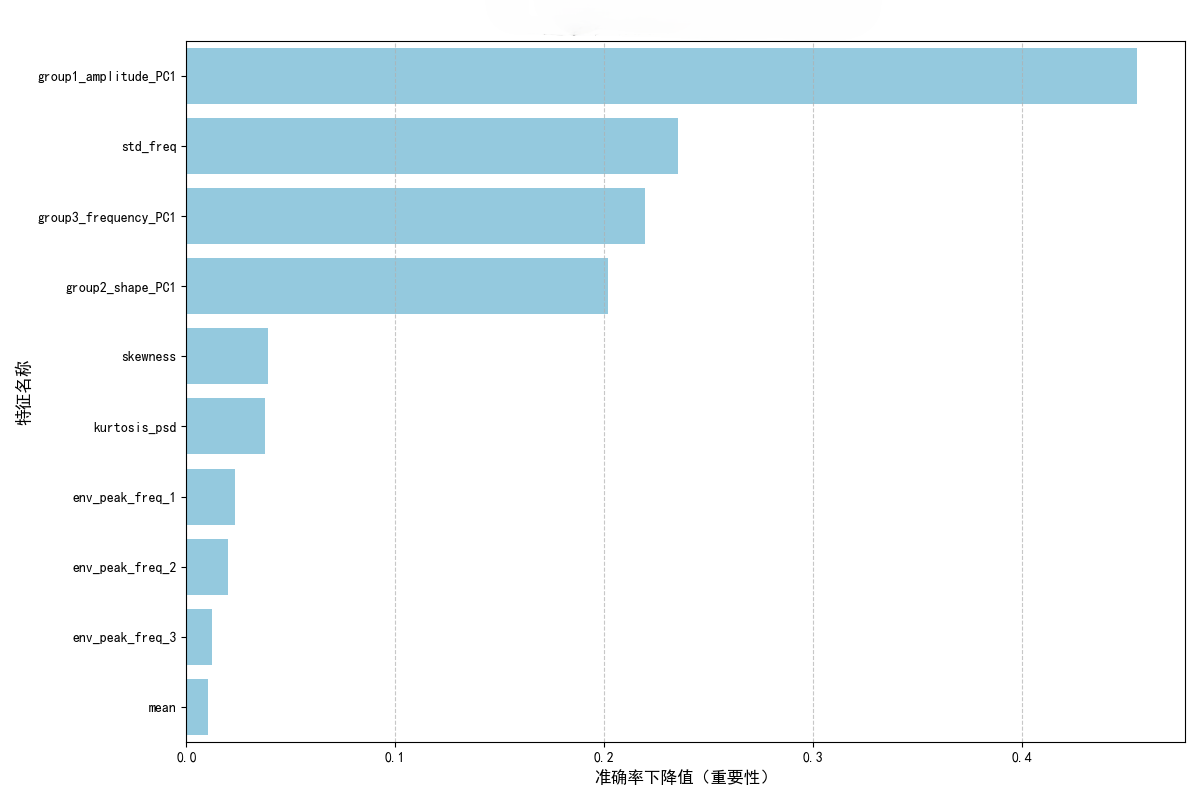 group1_amplitude_PC1
std_freq
group3_frequency_PC1
group2_shape_PC1
skewness
kurtosis_psd
env_peak_freq_1
env_peak_freq_2
env_peak_freq_3
mean
特征名称
0.0 0.1 0.2 0.3 0.4
准确率下降值（重要性）